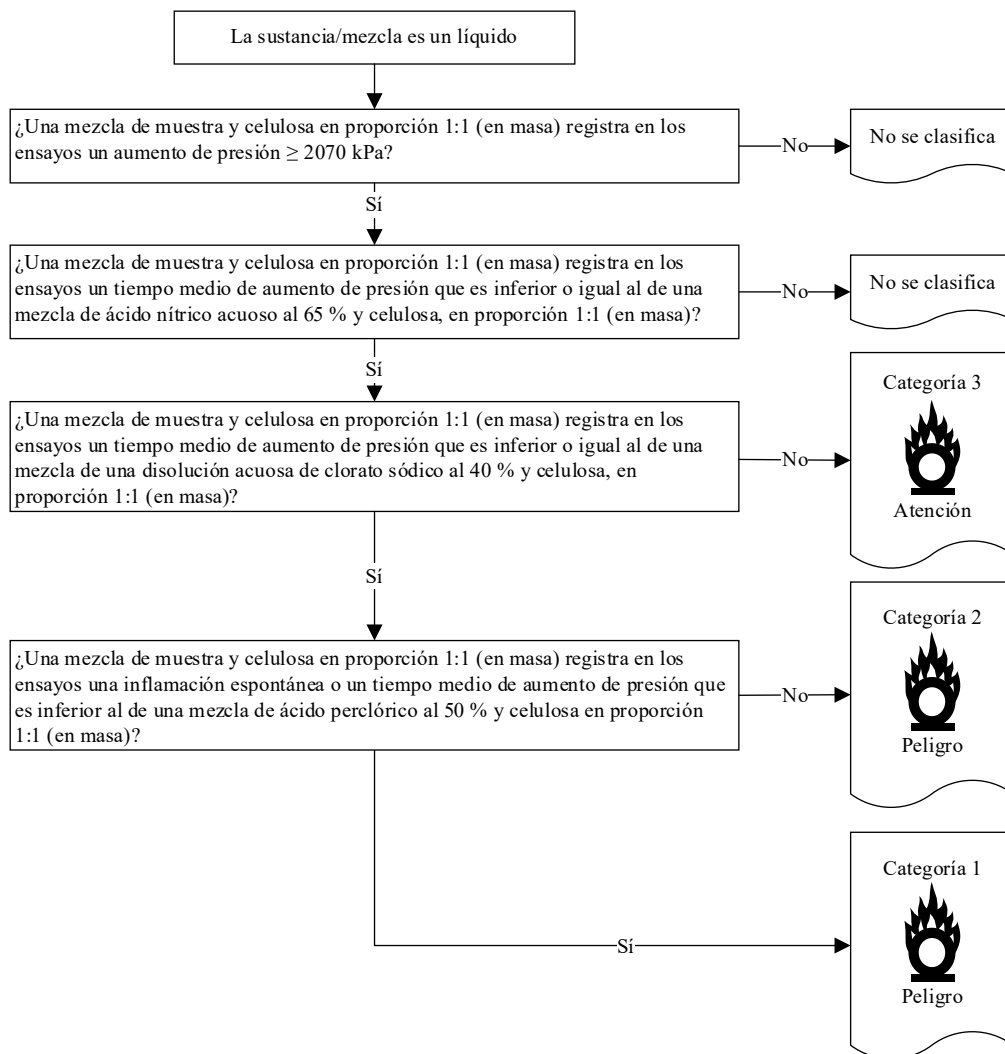 La sustancia/mezcla es un líquido
¿Una mezcla de muestra y celulosa en proporción 1:1 (en masa) registra en los
ensayos un aumento de presión ≥ 2070 kPa?
No
No se clasifica
Sí
¿Una mezcla de muestra y celulosa en proporción 1:1 (en masa) registra en los
ensayos un tiempo medio de aumento de presión que es inferior o igual al de una
mezcla de ácido nítrico acuoso al 65 % y celulosa, en proporción 1:1 (en masa)?
No
No se clasifica
Sí
¿Una mezcla de muestra y celulosa en proporción 1:1 (en masa) registra en los
ensayos un tiempo medio de aumento de presión que es inferior o igual al de una
mezcla de una disolución acuosa de clorato sódico al 40 % y celulosa, en
proporción 1:1 (en masa)?
No
Categoría 3
Atención
Sí
¿Una mezcla de muestra y celulosa en proporción 1:1 (en masa) registra en los
ensayos una inflamación espontánea o un tiempo medio de aumento de presión que
es inferior al de una mezcla de ácido perclórico al 50 % y celulosa en proporción
1:1 (en masa)?
No
Categoría 2
Peligro
Sí
Categoría 1
Peligro